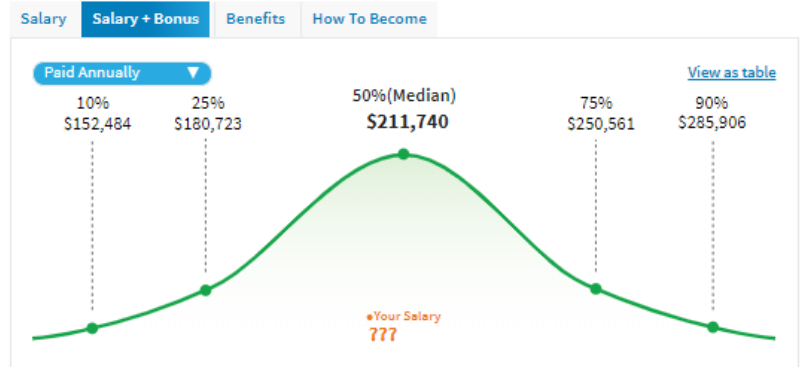 Salary Salary + Bonus Benefits How To Become
Paid Annually ▼ View as table
10% 25% 50%(Median) 75% 90%
$152,484 $180,723 $211,740 $250,561 $285,906
●Your Salary
???